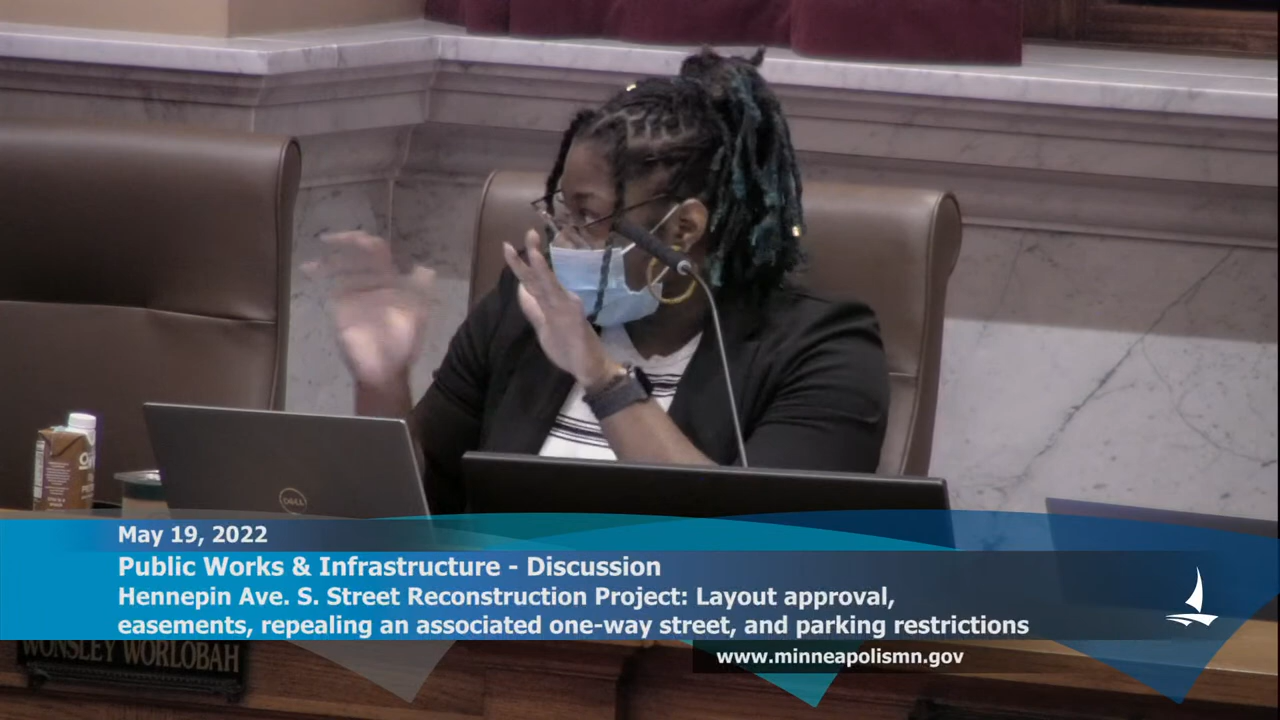 DELL
May 19, 2022
Public Works & Infrastructure - Discussion
Hennepin Ave. S. Street Reconstruction Project: Layout approval,
easements, repealing an associated one-way street, and parking restrictions
WONSLEY WORLOBAH
www.minneapolismn.gov